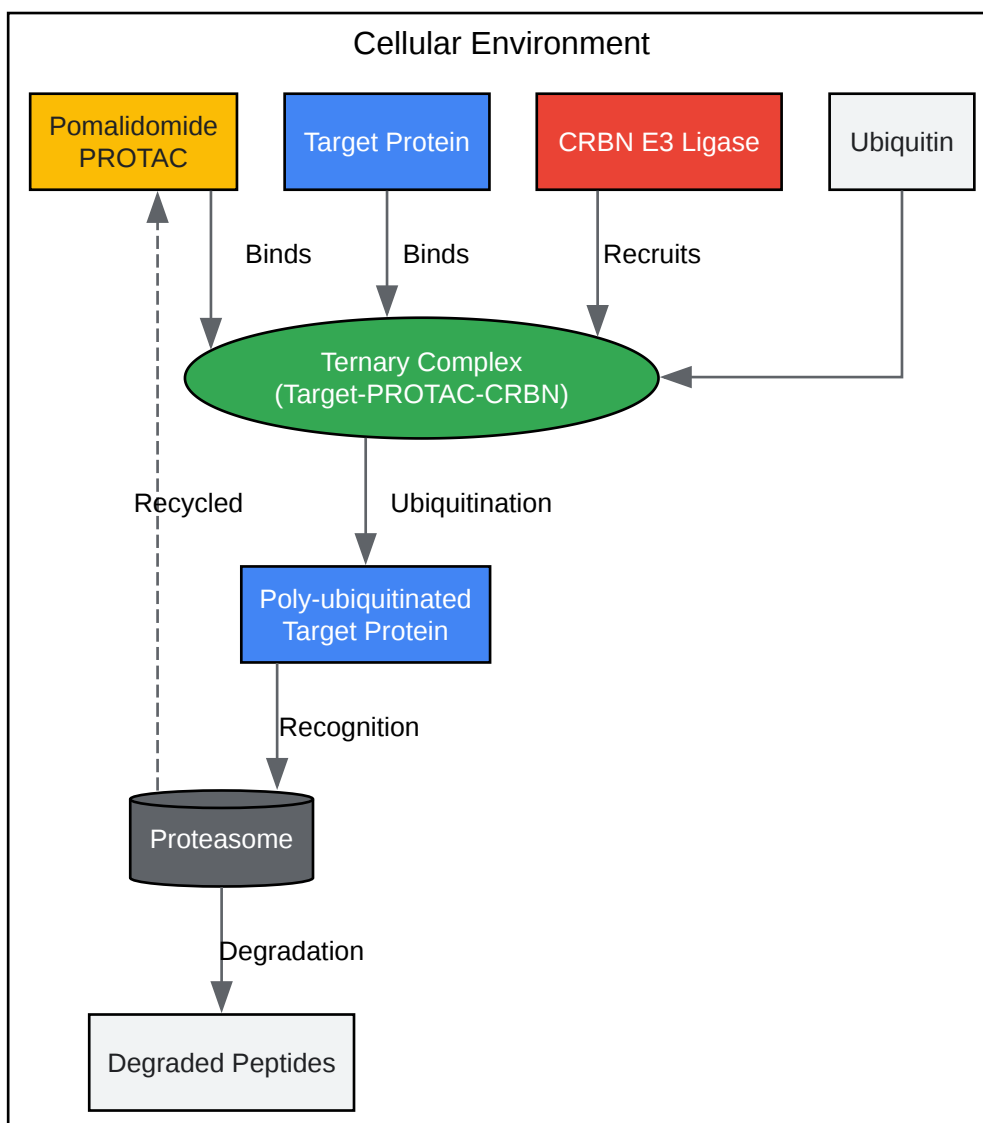 Cellular Environment
Pomalidomide
PROTAC
Target Protein
CRBN E3 Ligase
Ubiquitin
Binds
Binds
Recruits
Ternary Complex
(Target-PROTAC-CRBN)
Recycled
Ubiquitination
Poly-ubiquitinated
Target Protein
Recognition
Proteasome
Degradation
Degraded Peptides